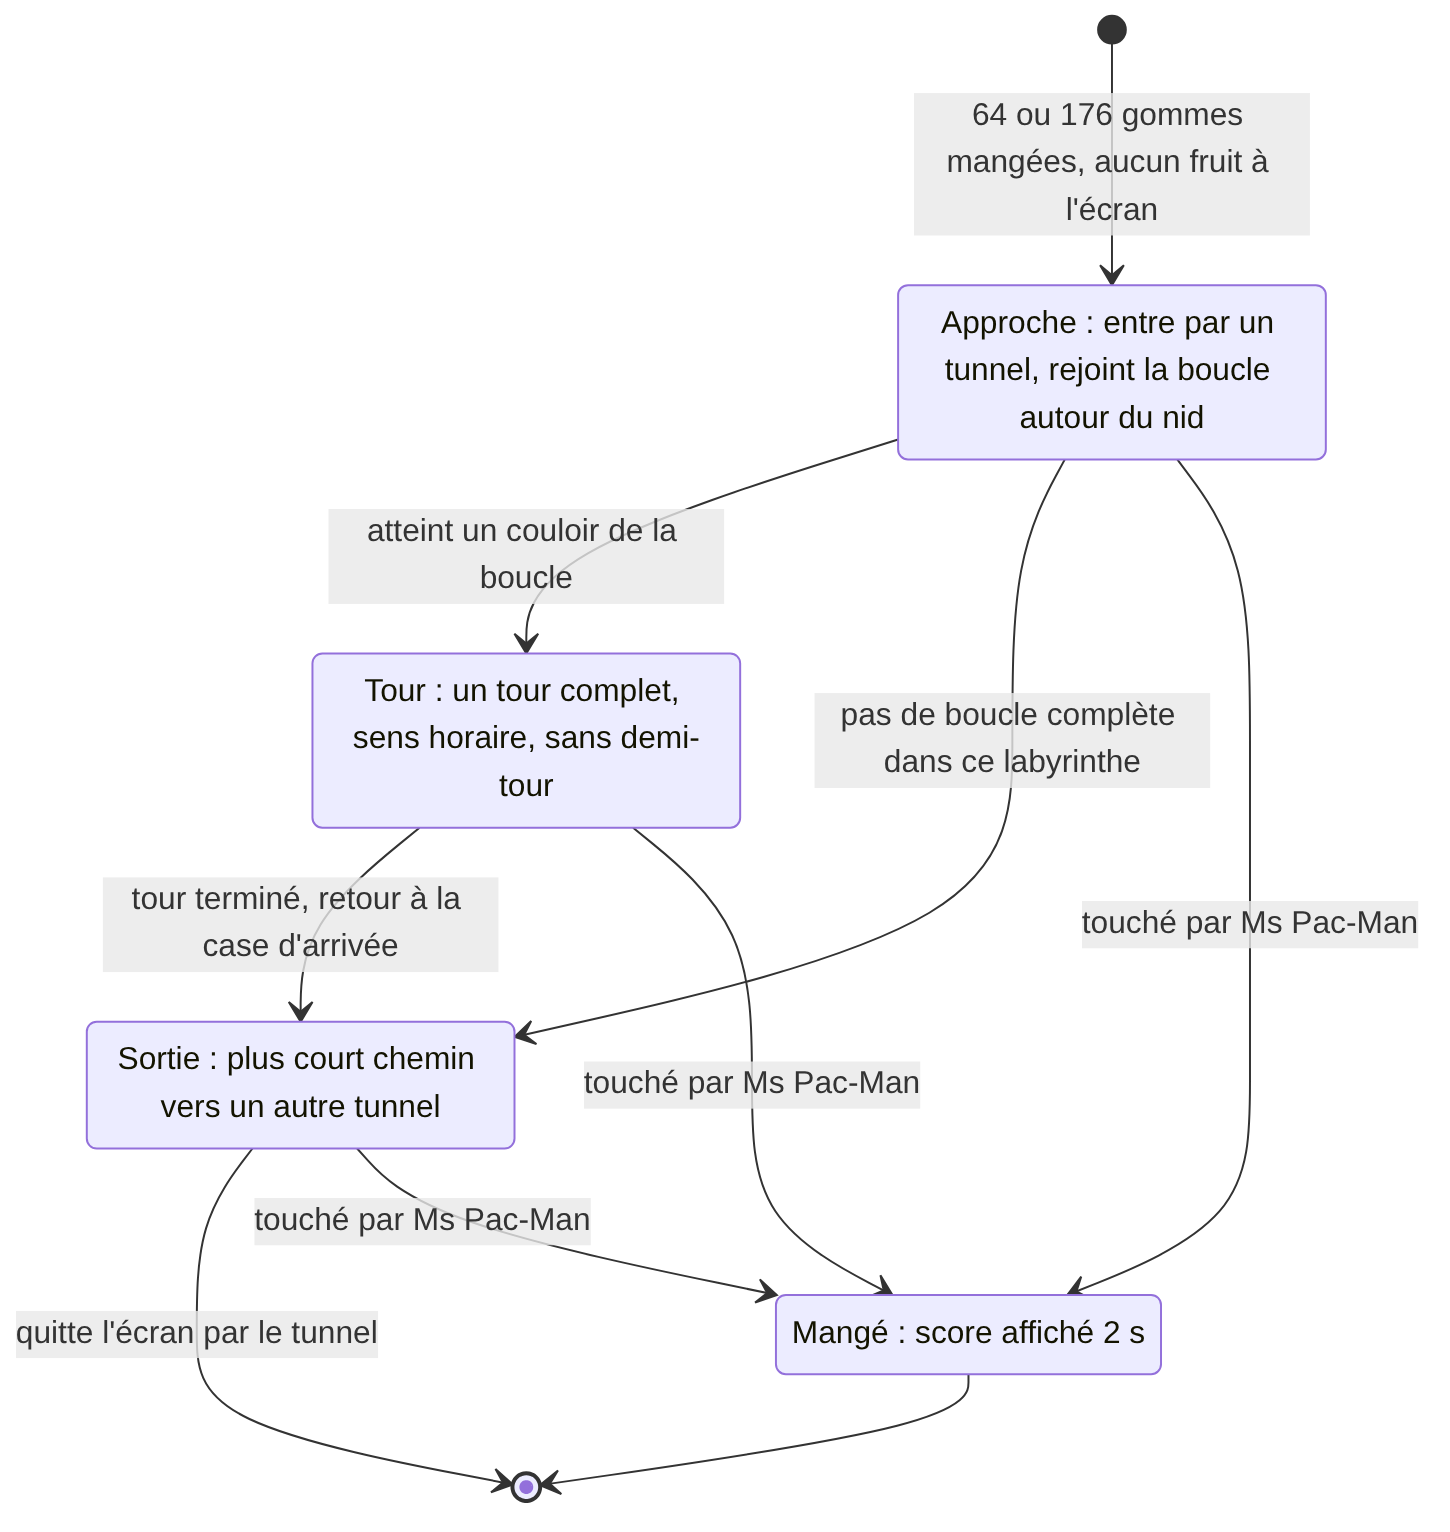 64 ou 176 gommes
mangées, aucun fruit à
l'écran
Approche : entre par un
tunnel, rejoint la boucle
autour du nid
atteint un couloir de la
boucle
Tour : un tour complet,
sens horaire, sans demi-
tour
pas de boucle complète
dans ce labyrinthe
tour terminé, retour à la
case d'arrivée
touché par Ms Pac-Man
Sortie : plus court chemin
vers un autre tunnel
touché par Ms Pac-Man
touché par Ms Pac-Man
quitte l'écran par le tunnel
Mangé : score affiché 2 s